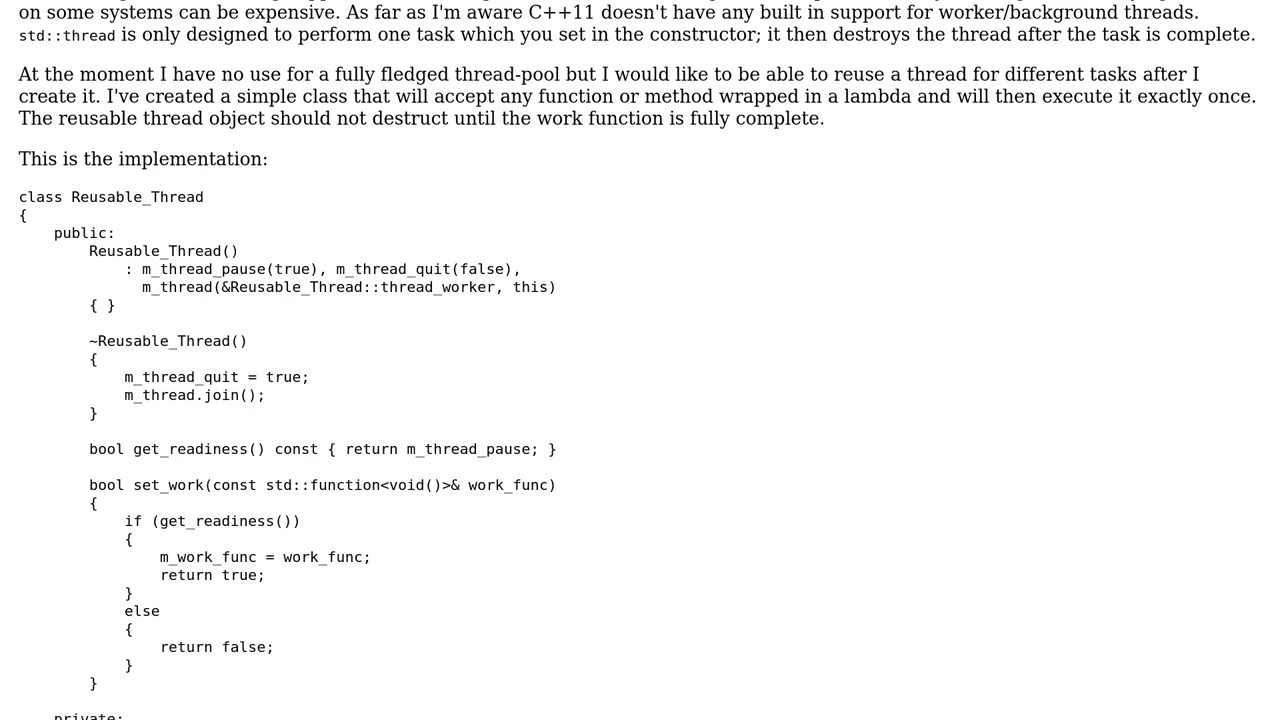 on some systems can be expensive. As far as I'm aware C++11 doesn't have any built in support for worker/background threads.
std::thread is only designed to perform one task which you set in the constructor; it then destroys the thread after the task is complete.
At the moment I have no use for a fully fledged thread-pool but I would like to be able to reuse a thread for different tasks after I
create it. I've created a simple class that will accept any function or method wrapped in a lambda and will then execute it exactly once.
The reusable thread object should not destruct until the work function is fully complete.
This is the implementation:
class Reusable_Thread
{
    public:
        Reusable_Thread()
            : m_thread_pause(true), m_thread_quit(false),
              m_thread(&Reusable_Thread::thread_worker, this)
        { }
        ~Reusable_Thread()
        {
            m_thread_quit = true;
            m_thread.join();
        }
        bool get_readiness() const { return m_thread_pause; }
        bool set_work(const std::function<void()>& work_func)
        {
            if (get_readiness())
            {
                m_work_func = work_func;
                return true;
            }
            else
            {
                return false;
            }
        }
    private: